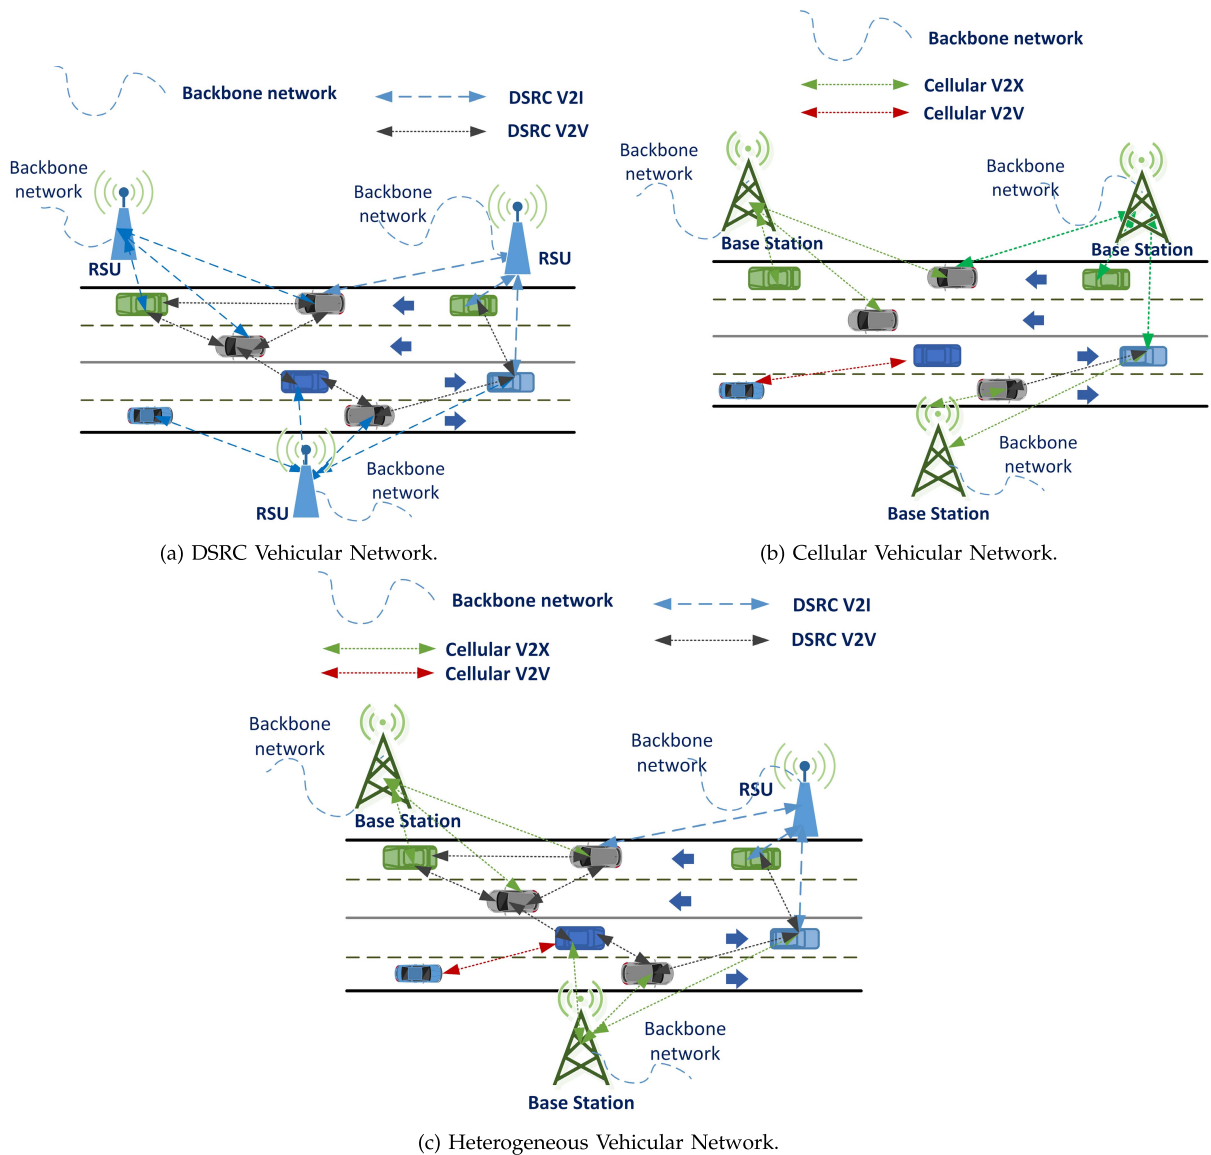 Backbone network
DSRC V2I
DSRC V2V
Backbone
network
Backbone
network
RSU
RSU
Backbone
network
RSU
(a) DSRC Vehicular Network.
Backbone network
Cellular V2X
Cellular V2V
Backbone
network
Backbone
network
Base Station
Base Station
Backbone
network
Base Station
(b) Cellular Vehicular Network.
Backbone network
DSRC V2I
DSRC V2V
Cellular V2X
Cellular V2V
Backbone
network
Backbone
network
RSU
Base Station
Backbone
network
Base Station
(c) Heterogeneous Vehicular Network.